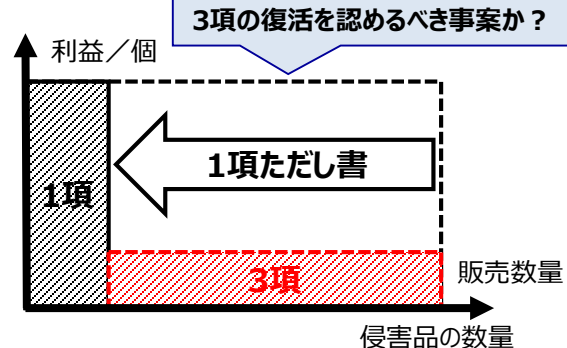 3項の復活を認めるべき事案か？
利益／個
1項ただし書
1項
3項
販売数量
侵害品の数量